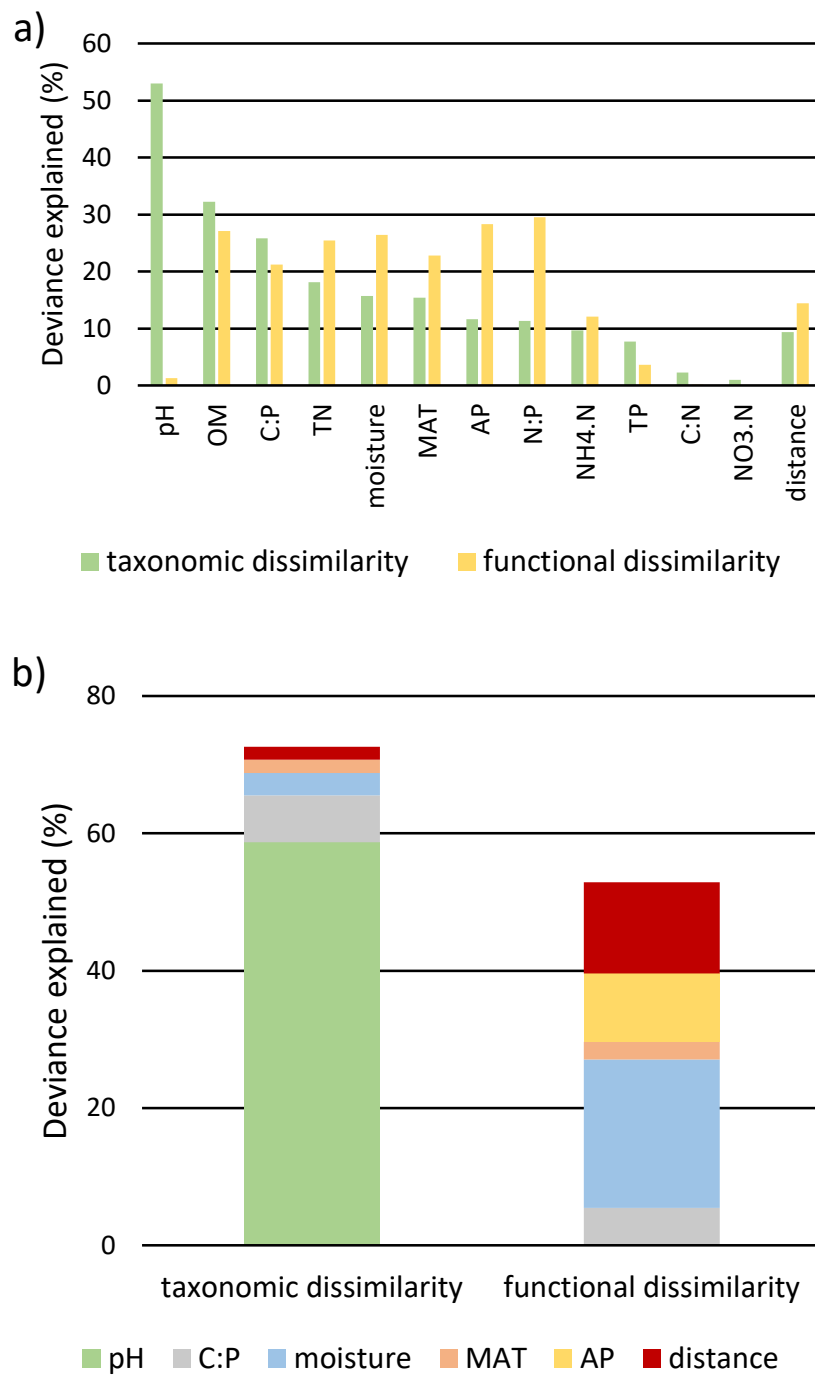 a)
Deviance explained (%)
60
50
40
30
20
10
0
pH
OM
C:P
TN
moisture
MAT
AP
N:P
NH4.N
TP
C:N
NO3.N
distance
taxonomic dissimilarity functional dissimilarity
b)
Deviance explained (%)
80
60
40
20
0
taxonomic dissimilarity functional dissimilarity
pH C:P moisture MAT AP distance